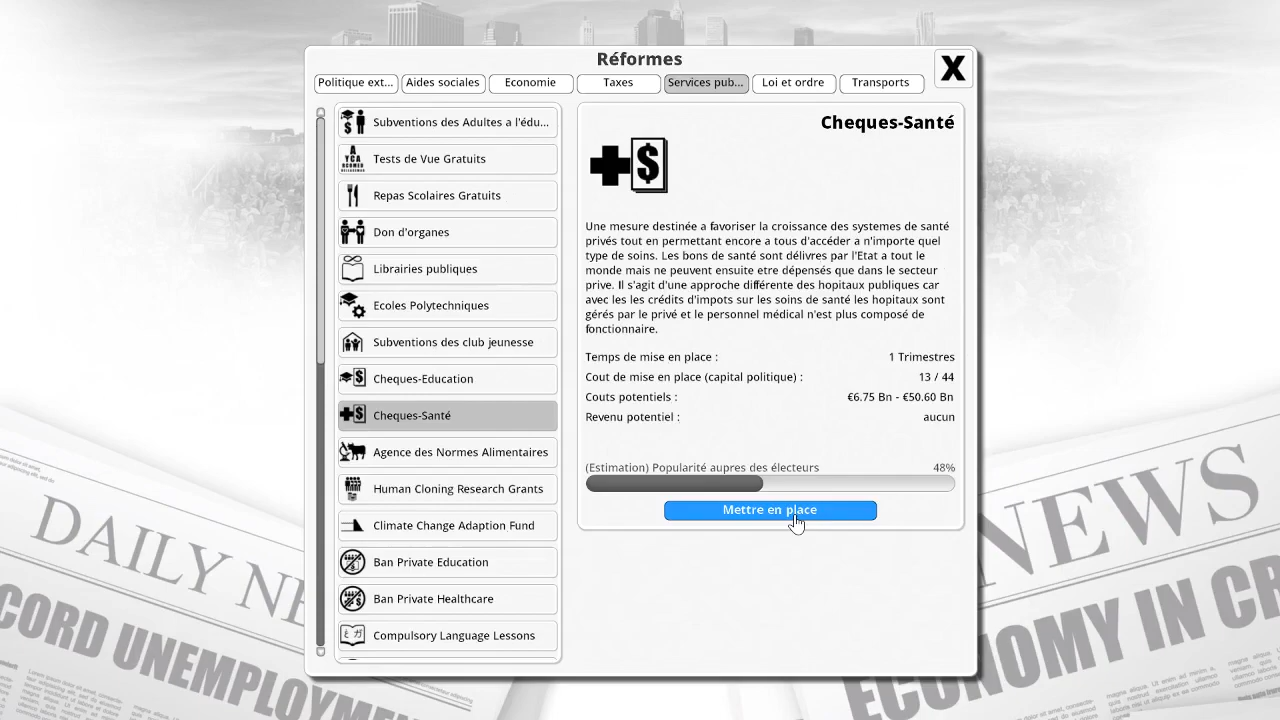 Réformes
X
Politique ext...
Aides sociales
Economie
Taxes
Services pub...
Loi et ordre
Transports
Subventions des Adultes a l'édu...
Tests de Vue Gratuits
Repas Scolaires Gratuits
Don d'organes
Librairies publiques
Ecoles Polytechniques
Subventions des club jeunesse
Cheques-Education
Cheques-Santé
Agence des Normes Alimentaires
Human Cloning Research Grants
Climate Change Adaption Fund
Ban Private Education
Ban Private Healthcare
Compulsory Language Lessons
Cheques-Santé
$
Une mesure destinée a favoriser la croissance des systemes de santé
privés tout en permettant encore a tous d'accéder a n'importe quel
type de soins. Les bons de santé sont délivres par l'Etat a tout le
monde mais ne peuvent ensuite etre dépensés que dans le secteur
prive. Il s'agit d'une approche différente des hopitaux publiques car
avec les les crédits d'impots sur les soins de santé les hopitaux sont
gérés par le privé et le personnel médical n'est plus composé de
fonctionnaire.
Temps de mise en place : 1 Trimestres
Cout de mise en place (capital politique) : 13 / 44
Couts potentiels : €6.75 Bn - €50.60 Bn
Revenu potentiel : aucun
(Estimation) Popularité aupres des électeurs 48%
Mettre en place
DAILY NE
CORD UNEMPLOYM
NEWS
ECONOMY IN CR